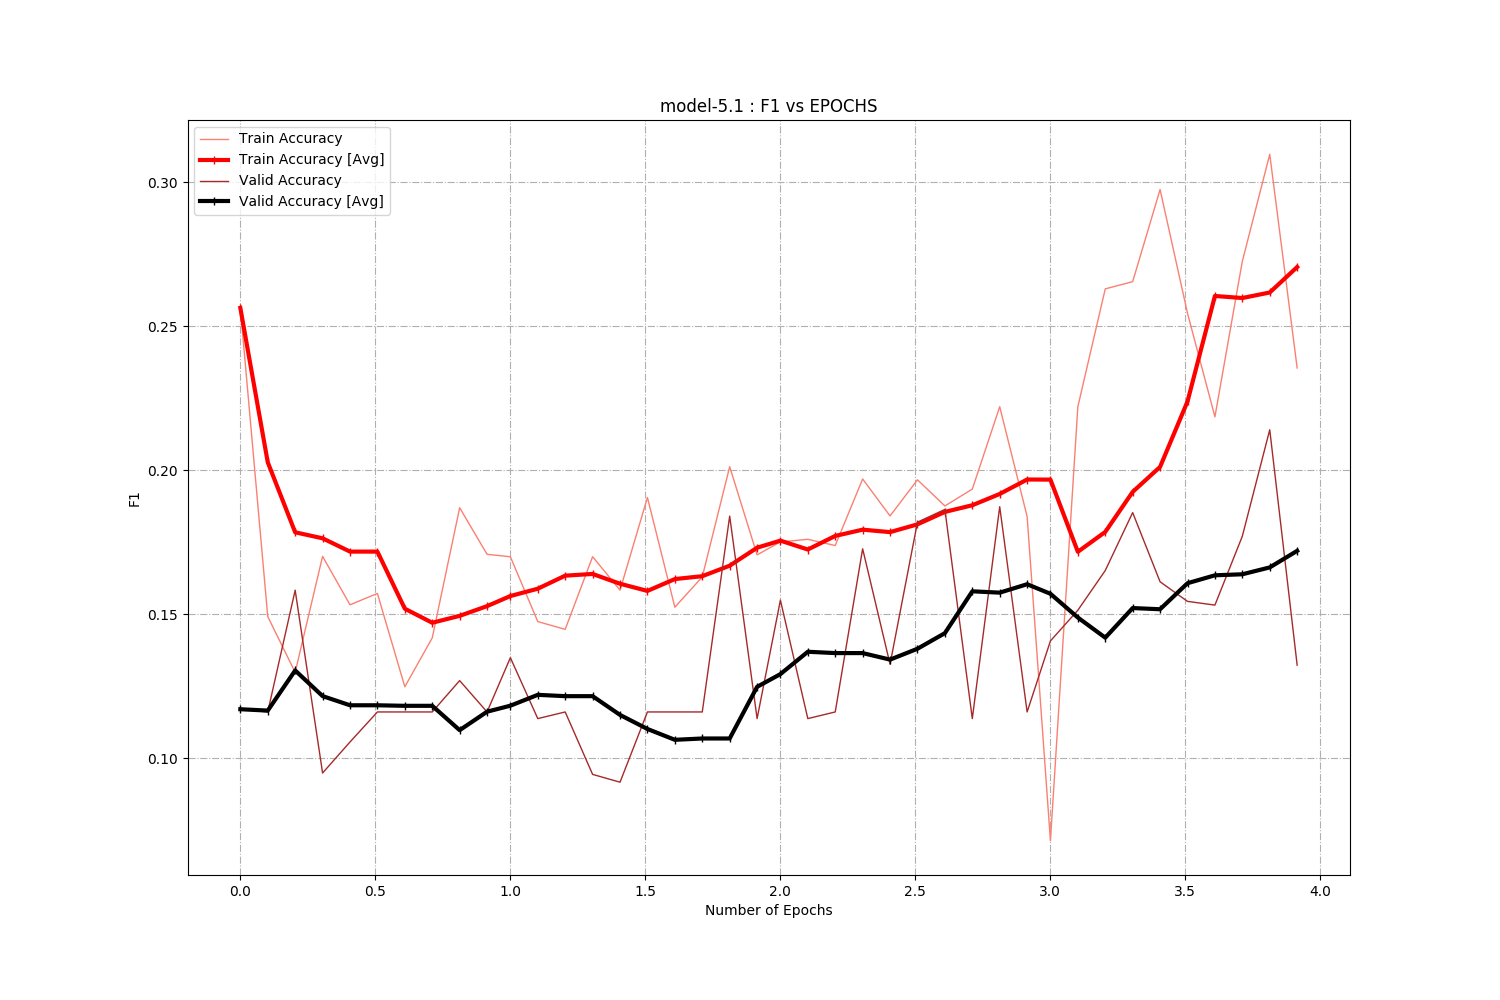 model-5.1 : F1 vs EPOCHS
Train Accuracy
Train Accuracy [Avg]
Valid Accuracy
Valid Accuracy [Avg]
0.30
0.25
0.20
0.15
0.10
F1
0.0 0.5 1.0 1.5 2.0 2.5 3.0 3.5 4.0
Number of Epochs